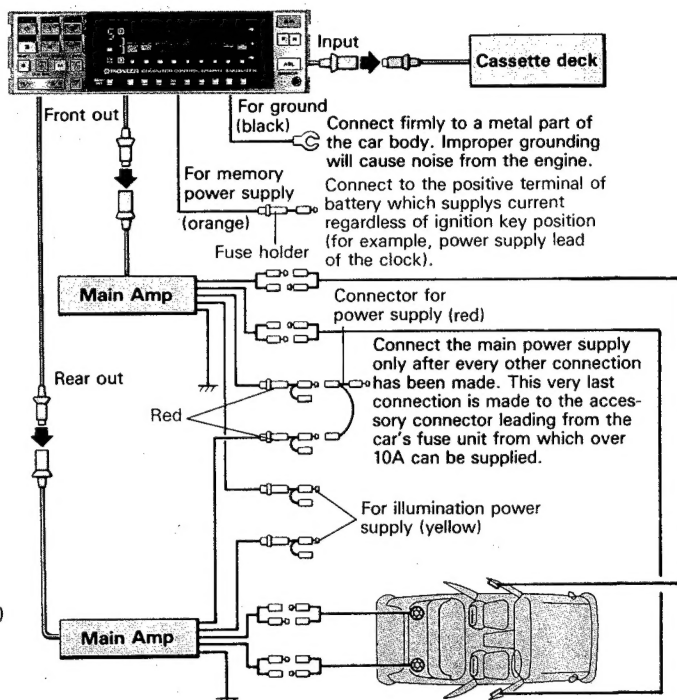 Input
Cassette deck
PIONEER
Front out
For ground
(black)
Connect firmly to a metal part of
the car body. Improper grounding
will cause noise from the engine.
For memory
power supply
(orange)
Fuse holder
Connect to the positive terminal of
battery which supplys current
regardless of ignition key position
(for example, power supply lead
of the clock).
Main Amp
Connector for
power supply (red)
Connect the main power supply
only after every other connection
has been made. This very last
connection is made to the acces-
sory connector leading from the
car's fuse unit from which over
10A can be supplied.
Rear out
Red
For illumination power
supply (yellow)
)
Main Amp